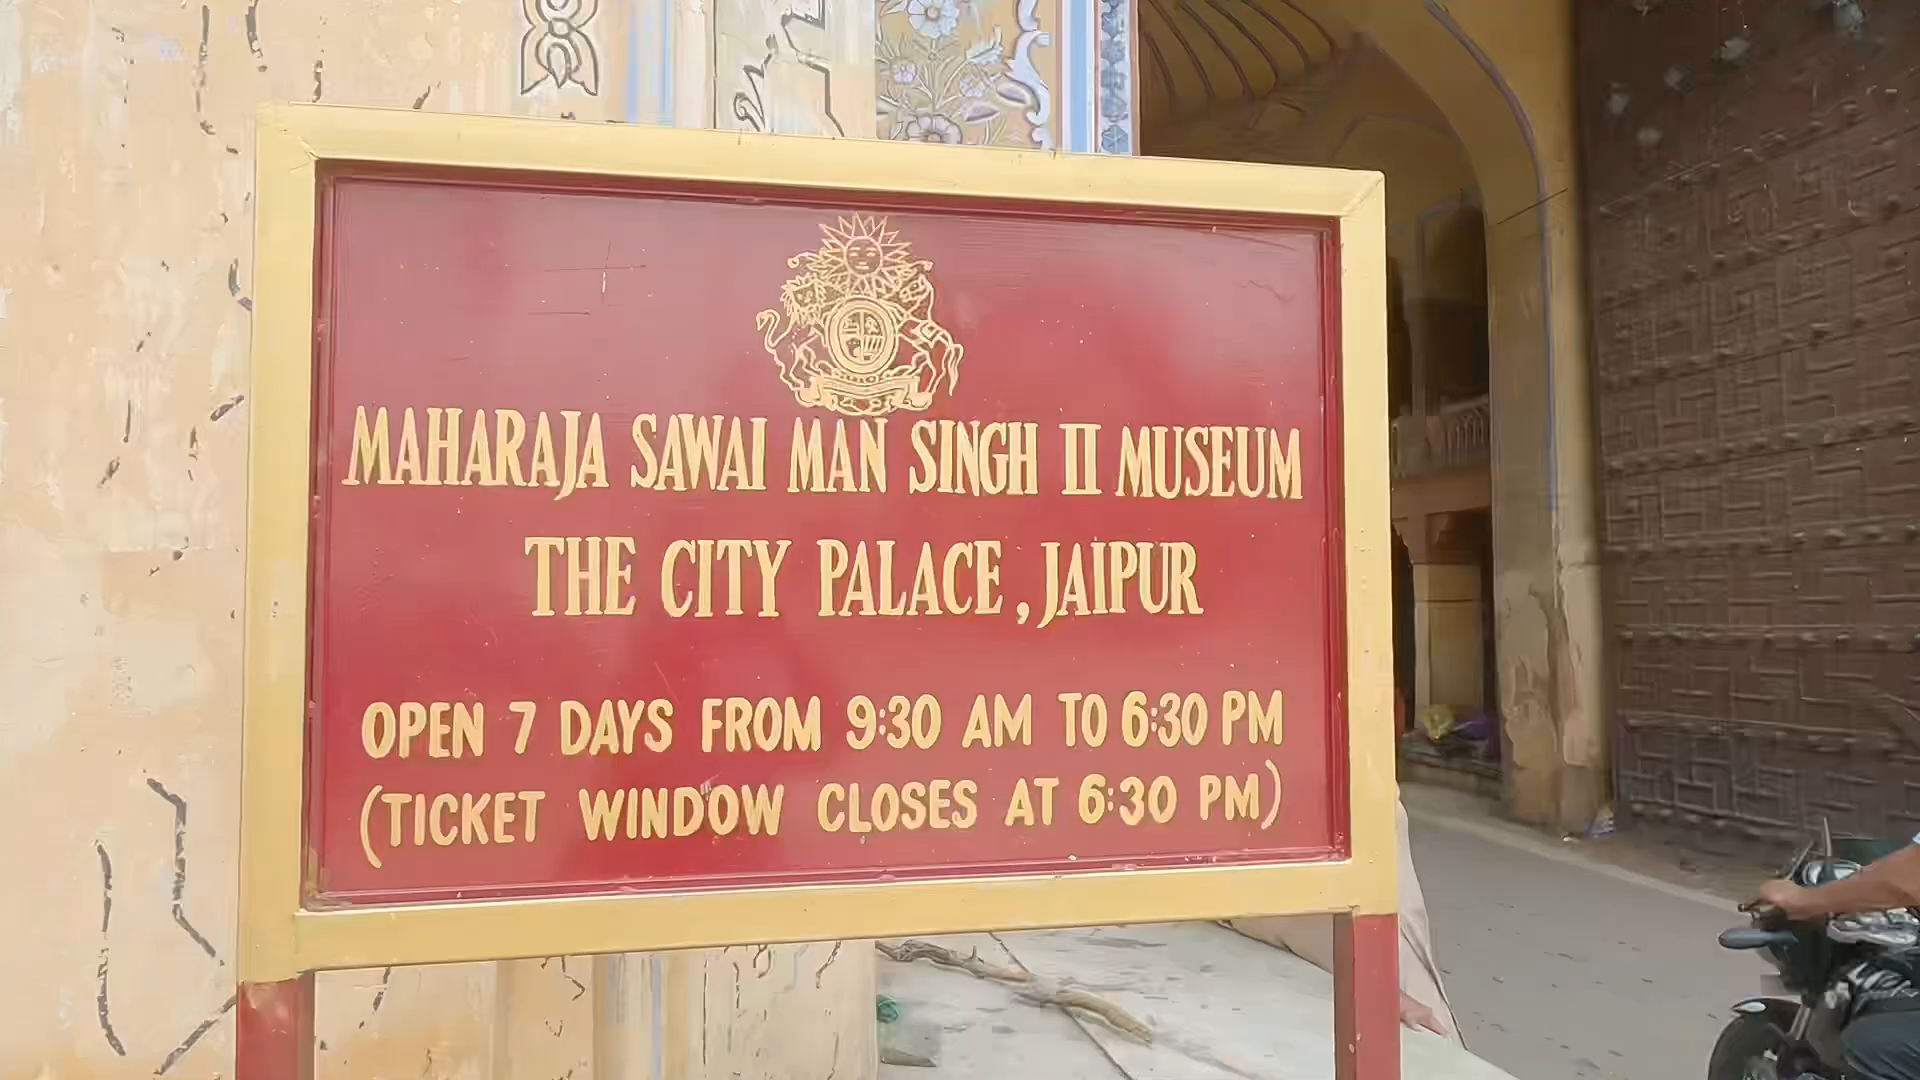 MAHARAJA SAWAI MAN SINGH II MUSEUM
THE CITY PALACE, JAIPUR
OPEN 7 DAYS FROM 9:30 AM TO 6:30 PM
(TICKET WINDOW CLOSES AT 6:30 PM)